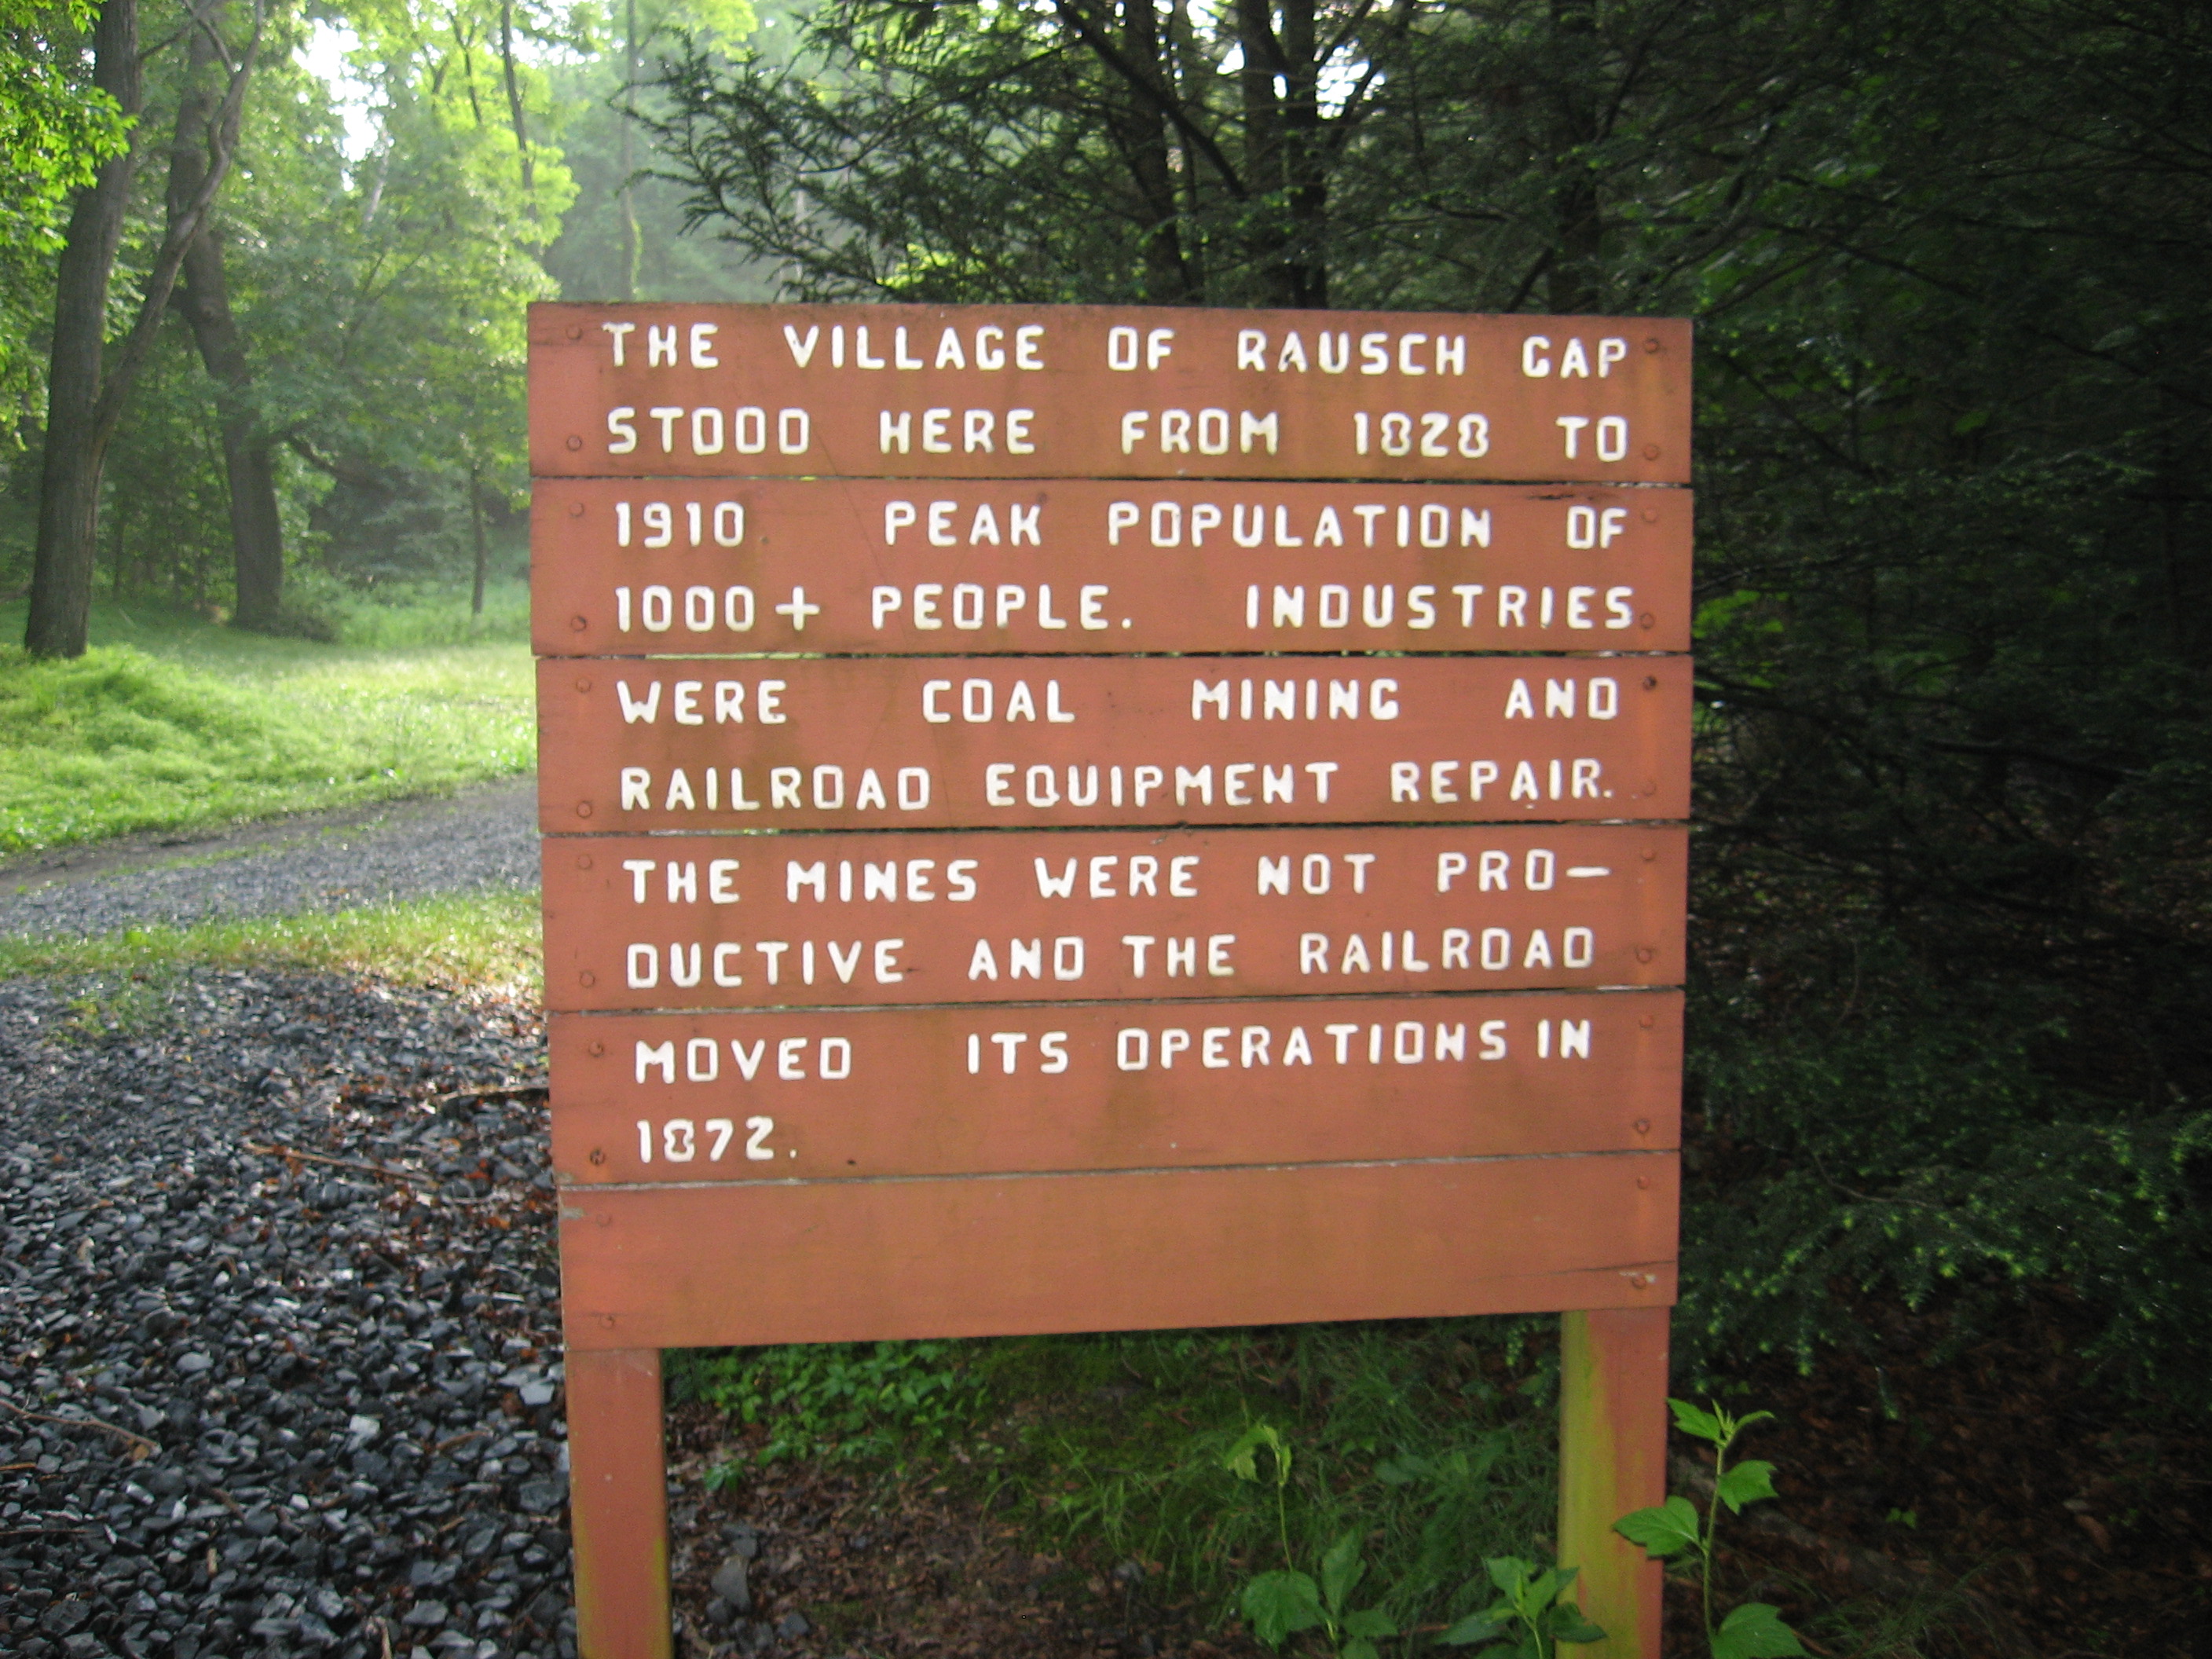 THE VILLAGE OF RAUSCH GAP
STOOD HERE FROM 1828 TO
1910 PEAK POPULATION OF
1000+ PEOPLE. INDUSTRIES
WERE COAL MINING AND
RAILROAD EQUIPMENT REPAIR.
THE MINES WERE NOT PRO-
DUCTIVE AND THE RAILROAD
MOVED ITS OPERATIONS IN
1872.